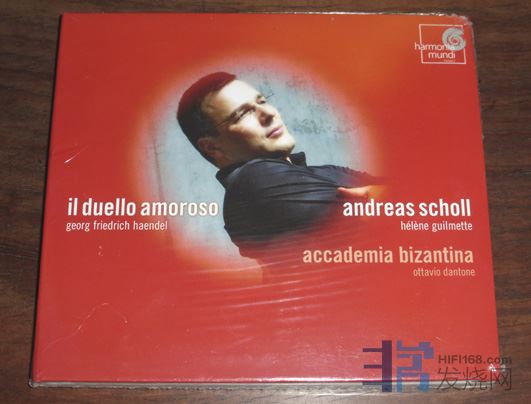 harmonia
mundi
il duello amoroso
georg friedrich haendel
andreas scholl
hélène guilmette
accademia bizantina
ottavio dantone
HIFI168.com
发烧网